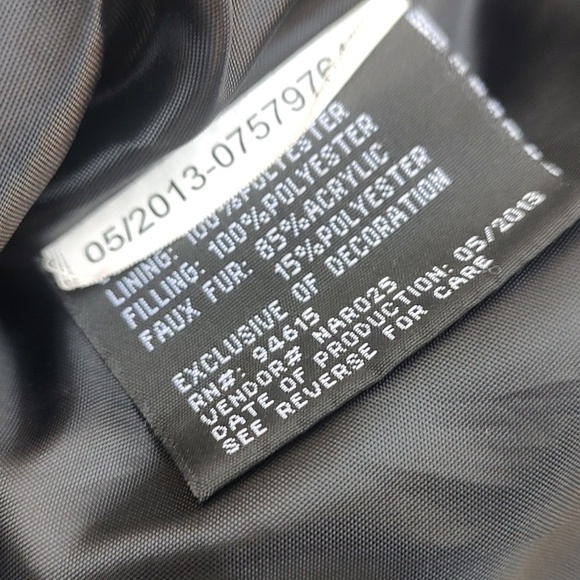 05/2013-0757976
LINING: 100%POLYESTER
FILLING: 100%POLYESTER
FAUX FUR: 85%ACRYLIC
15%POLYESTER
EXCLUSIVE OF DECORATION
RN#: 94615
VENDOR# NAR025
DATE OF PRODUCTION: 05/2013
SEE REVERSE FOR CARE